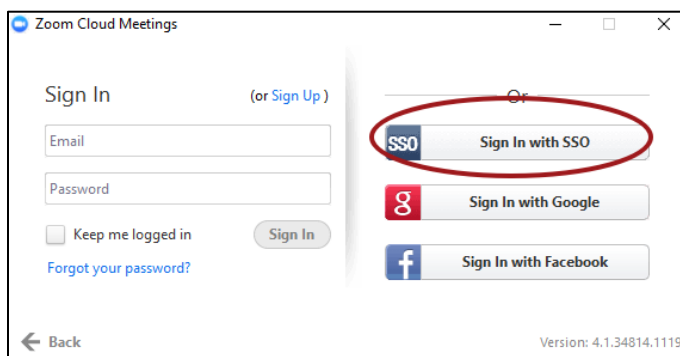 Zoom Cloud Meetings
Sign In (or Sign Up )
Email
Password
Keep me logged in Sign In
Forgot your password?
Or
SSO Sign In with SSO
g Sign In with Google
f Sign In with Facebook
Back
Version: 4.1.34814.1119